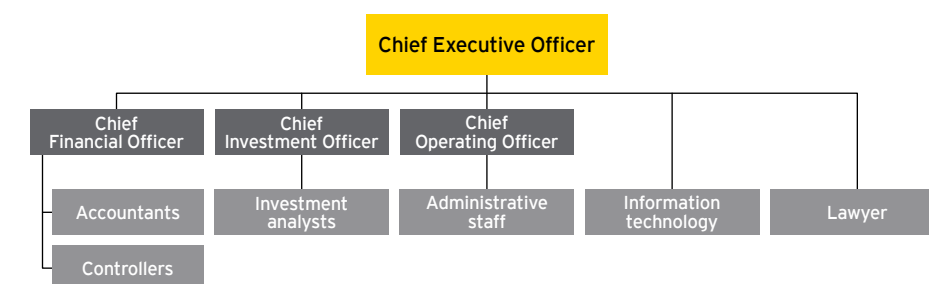 Chief Executive Officer
Chief
Financial Officer
Chief
Investment Officer
Chief
Operating Officer
Accountants
Investment
analysts
Administrative
staff
Information
technology
Lawyer
Controllers